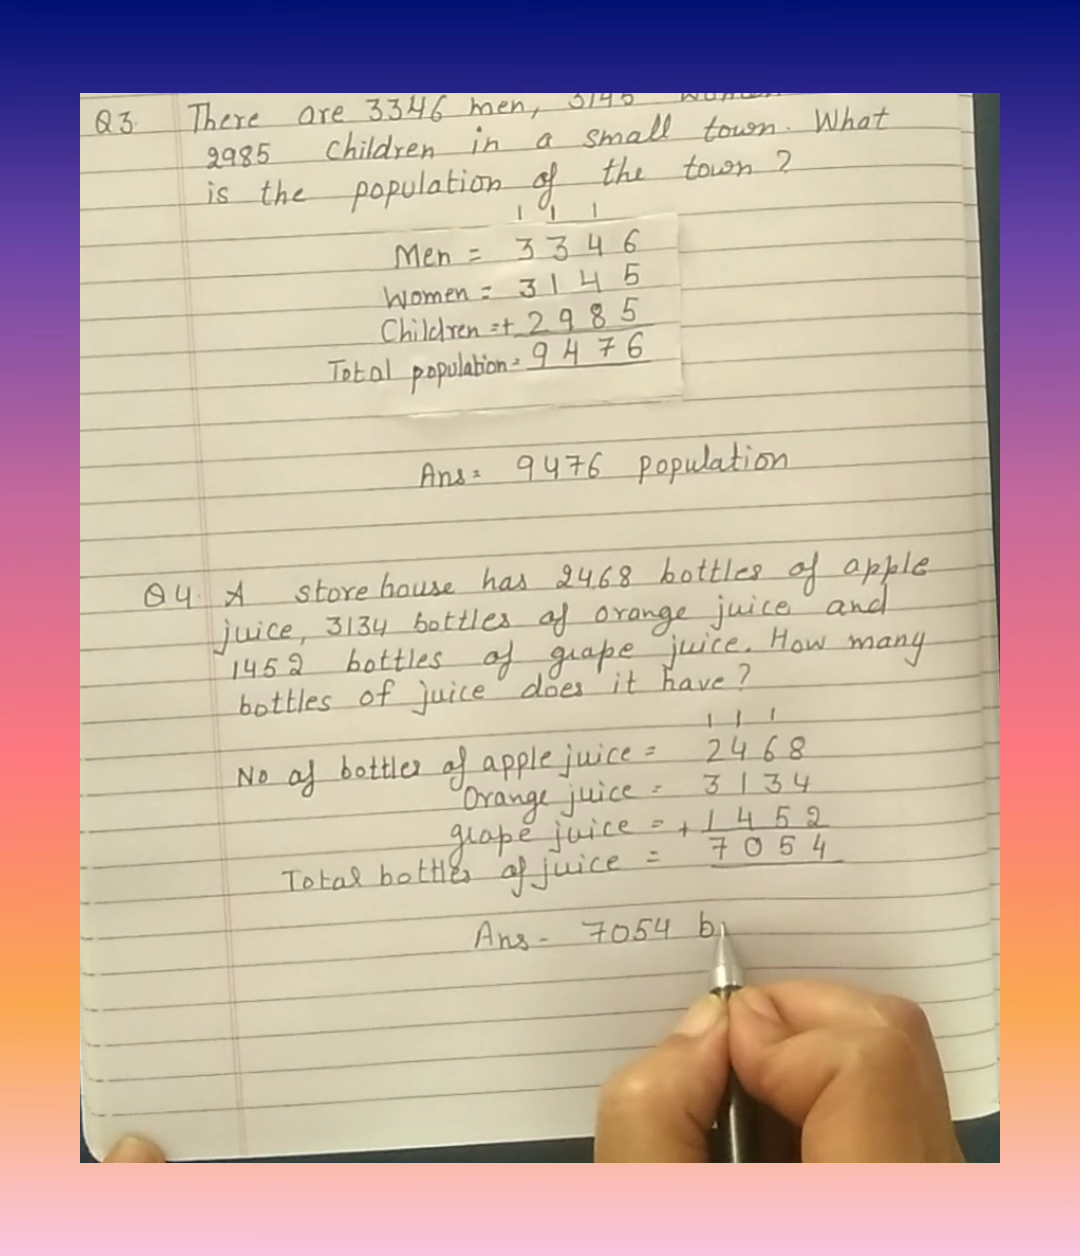 Q3. There are 3346 men, 3145 women
2985 Children in a small town. What
is the population of the town?
1 1 1
Men = 3346
Women = 3145
Children =+ 2985
Total population = 9476
Ans = 9476 population
Q4. A store house has 2468 bottles of apple
juice, 3134 bottles of orange juice and
1452 bottles of grape juice. How many
bottles of juice does it have?
1 1 1
No of bottles of apple juice = 2468
Orange juice = 3134
grape juice = + 1452
Total bottles of juice = 7054
Ans - 7054 b